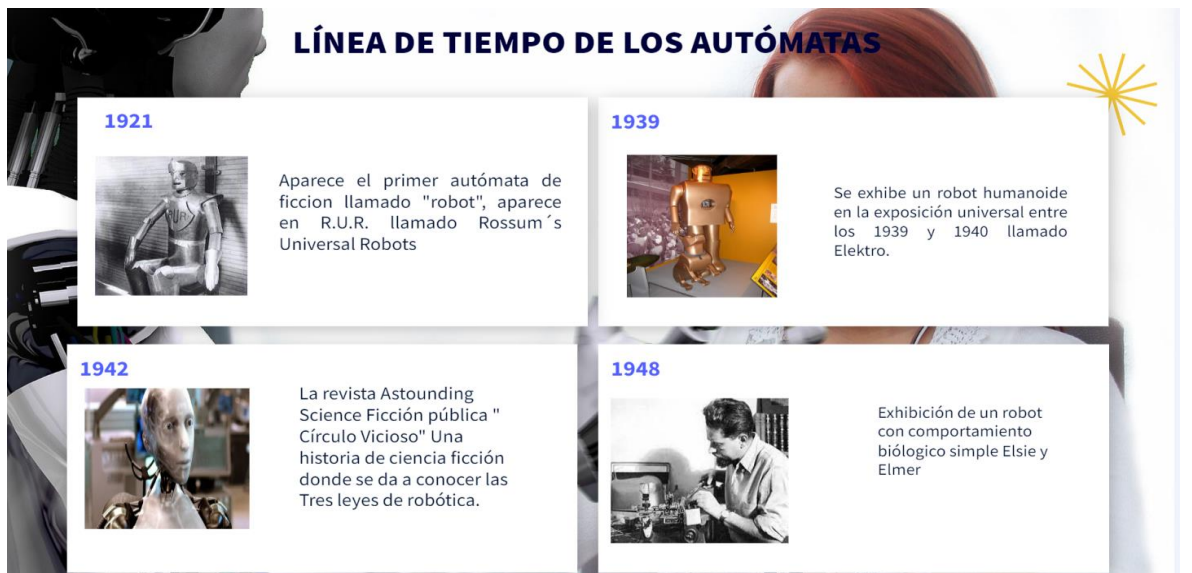 LÍNEA DE TIEMPO DE LOS AUTÓMATAS
1921
Aparece el primer autómata de
ficcion llamado "robot", aparece
en R.U.R. llamado Rossum´s
Universal Robots
RUR
1939
Se exhibe un robot humanoide
en la exposición universal entre
los 1939 y 1940 llamado
Elektro.
1942
La revista Astounding
Science Ficción pública "
Círculo Vicioso" Una
historia de ciencia ficción
donde se da a conocer las
Tres leyes de robótica.
1948
Exhibición de un robot
con comportamiento
biólogico simple Elsie y
Elmer